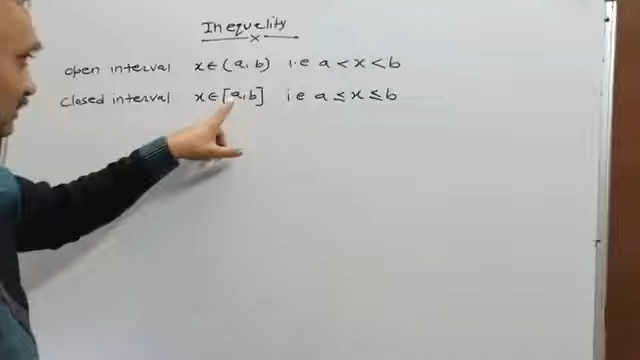 Inequality
open interval x ∈ (a, b) i.e a < x < b
closed interval x ∈ [a, b] i e a ≤ x ≤ b